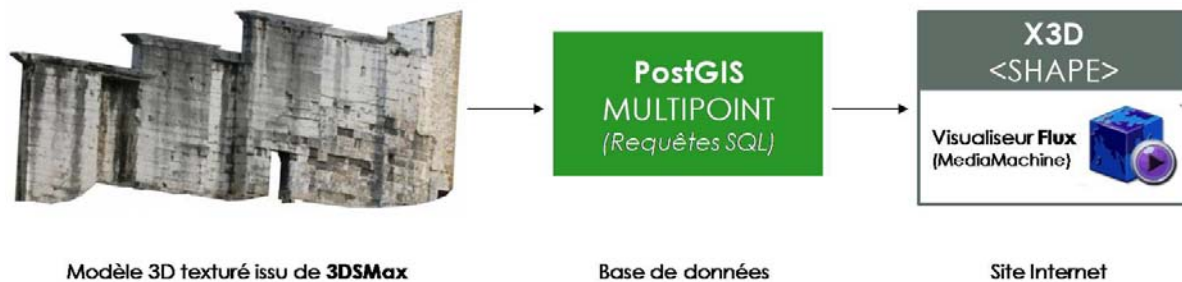 PostGIS
MULTIPOINT
(Requêtes SQL)
X3D
<SHAPE>
Visualiseur Flux
(MediaMachine)
Modèle 3D texturé issu de 3DSMax
Base de données
Site Internet